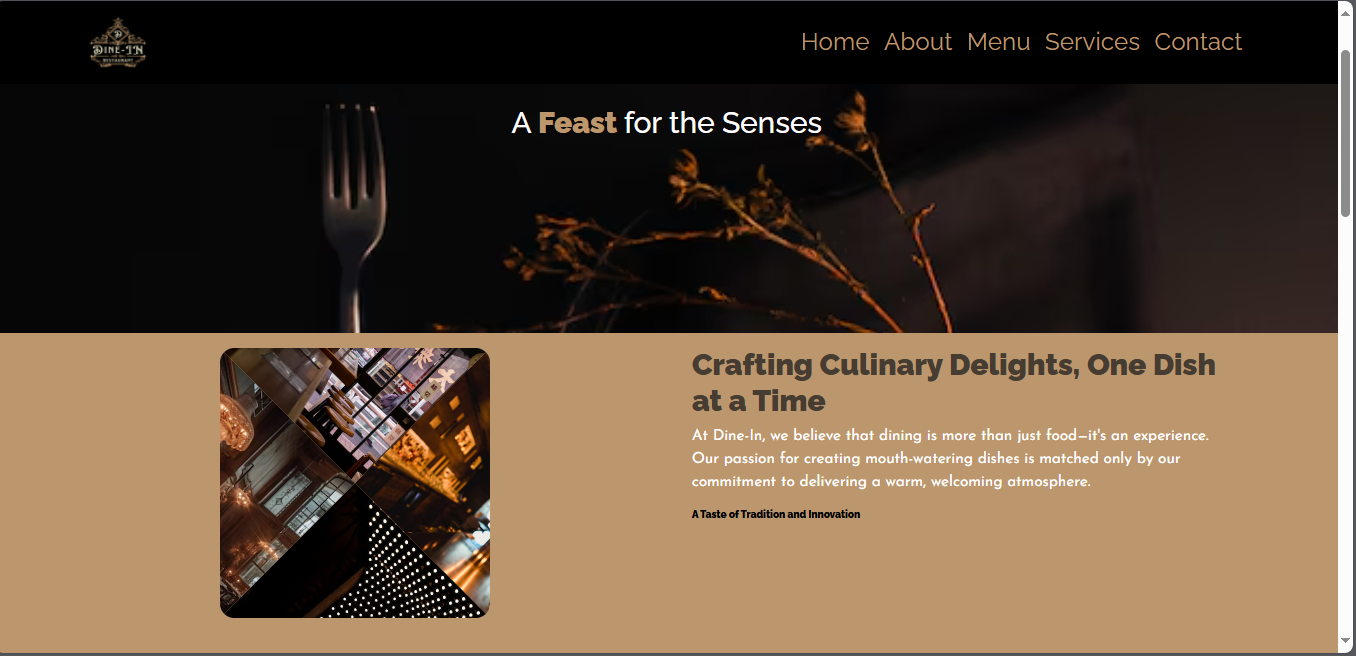 DINE-IN
RESTAURANT
Home About Menu Services Contact
A Feast for the Senses
Crafting Culinary Delights, One Dish
at a Time
At Dine-In, we believe that dining is more than just food—it's an experience.
Our passion for creating mouth-watering dishes is matched only by our
commitment to delivering a warm, welcoming atmosphere.
A Taste of Tradition and Innovation